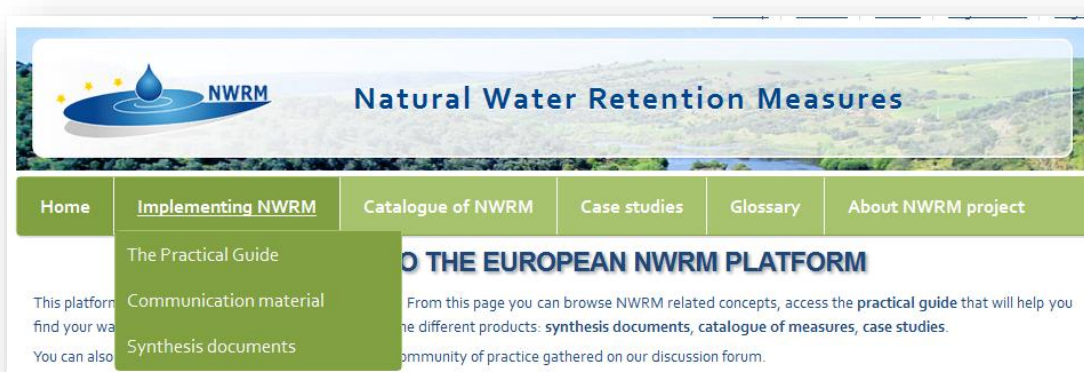 NWRM
Natural Water Retention Measures
Home Implementing NWRM Catalogue of NWRM Case studies Glossary About NWRM project
The Practical Guide
Communication material
Synthesis documents
O THE EUROPEAN NWRM PLATFORM
This platform From this page you can browse NWRM related concepts, access the practical guide that will help you
find your wa ne different products: synthesis documents, catalogue of measures, case studies.
You can also ommunity of practice gathered on our discussion forum.